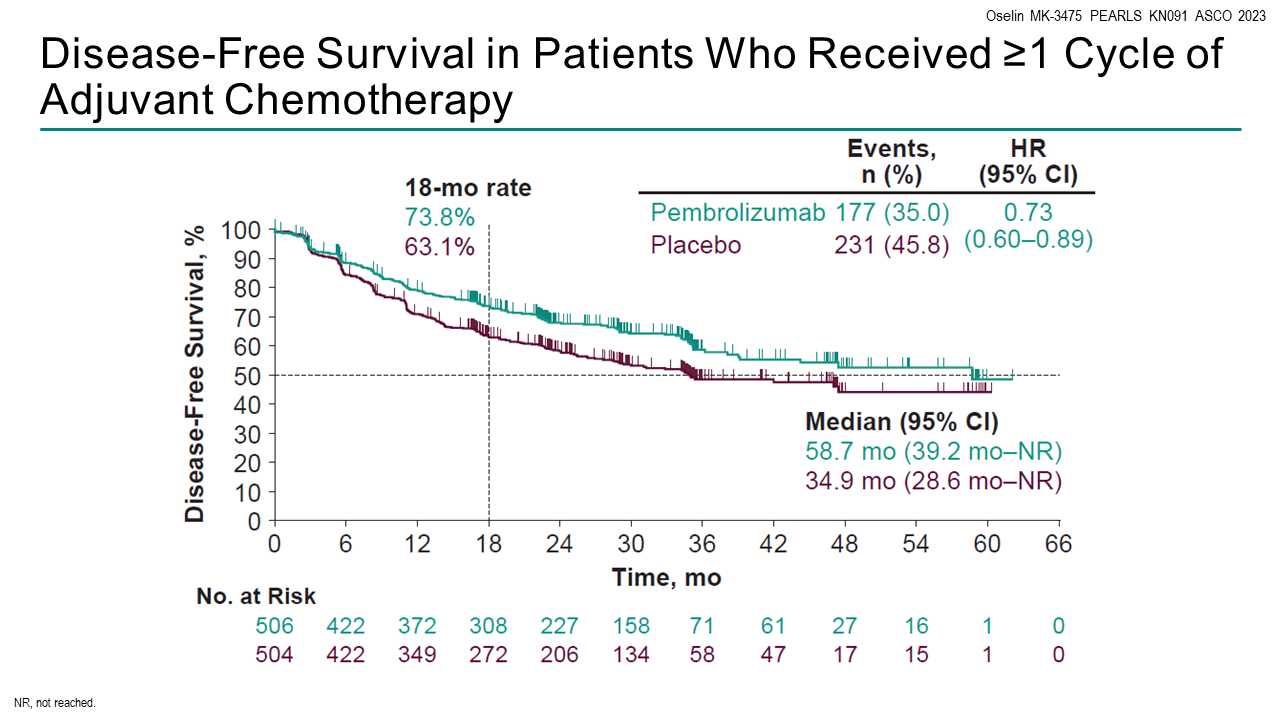 Oselin MK-3475 PEARLS KN091 ASCO 2023
Disease-Free Survival in Patients Who Received ≥1 Cycle of
Adjuvant Chemotherapy
Events, n (%)
HR (95% CI)
Pembrolizumab 177 (35.0) 0.73 (0.60–0.89)
Placebo 231 (45.8)
18-mo rate
73.8%
63.1%
Disease-Free Survival, %
100
90
80
70
60
50
40
30
20
10
0
Median (95% CI)
58.7 mo (39.2 mo–NR)
34.9 mo (28.6 mo–NR)
0 6 12 18 24 30 36 42 48 54 60 66
Time, mo
No. at Risk
506 422 372 308 227 158 71 61 27 16 1 0
504 422 349 272 206 134 58 47 17 15 1 0
NR, not reached.